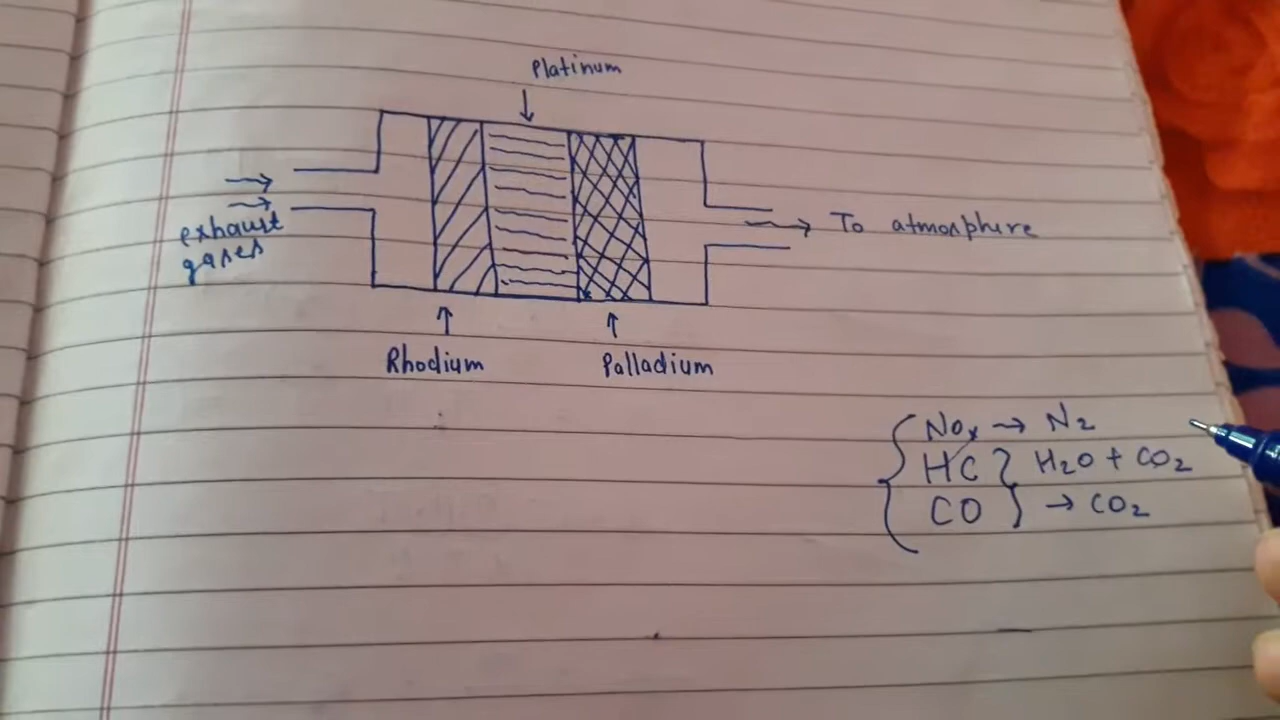 Platinum
exhaust
gases
To atmosphere
Rhodium
Palladium
NOx → N2
HC } H2O + CO2
CO } → CO2